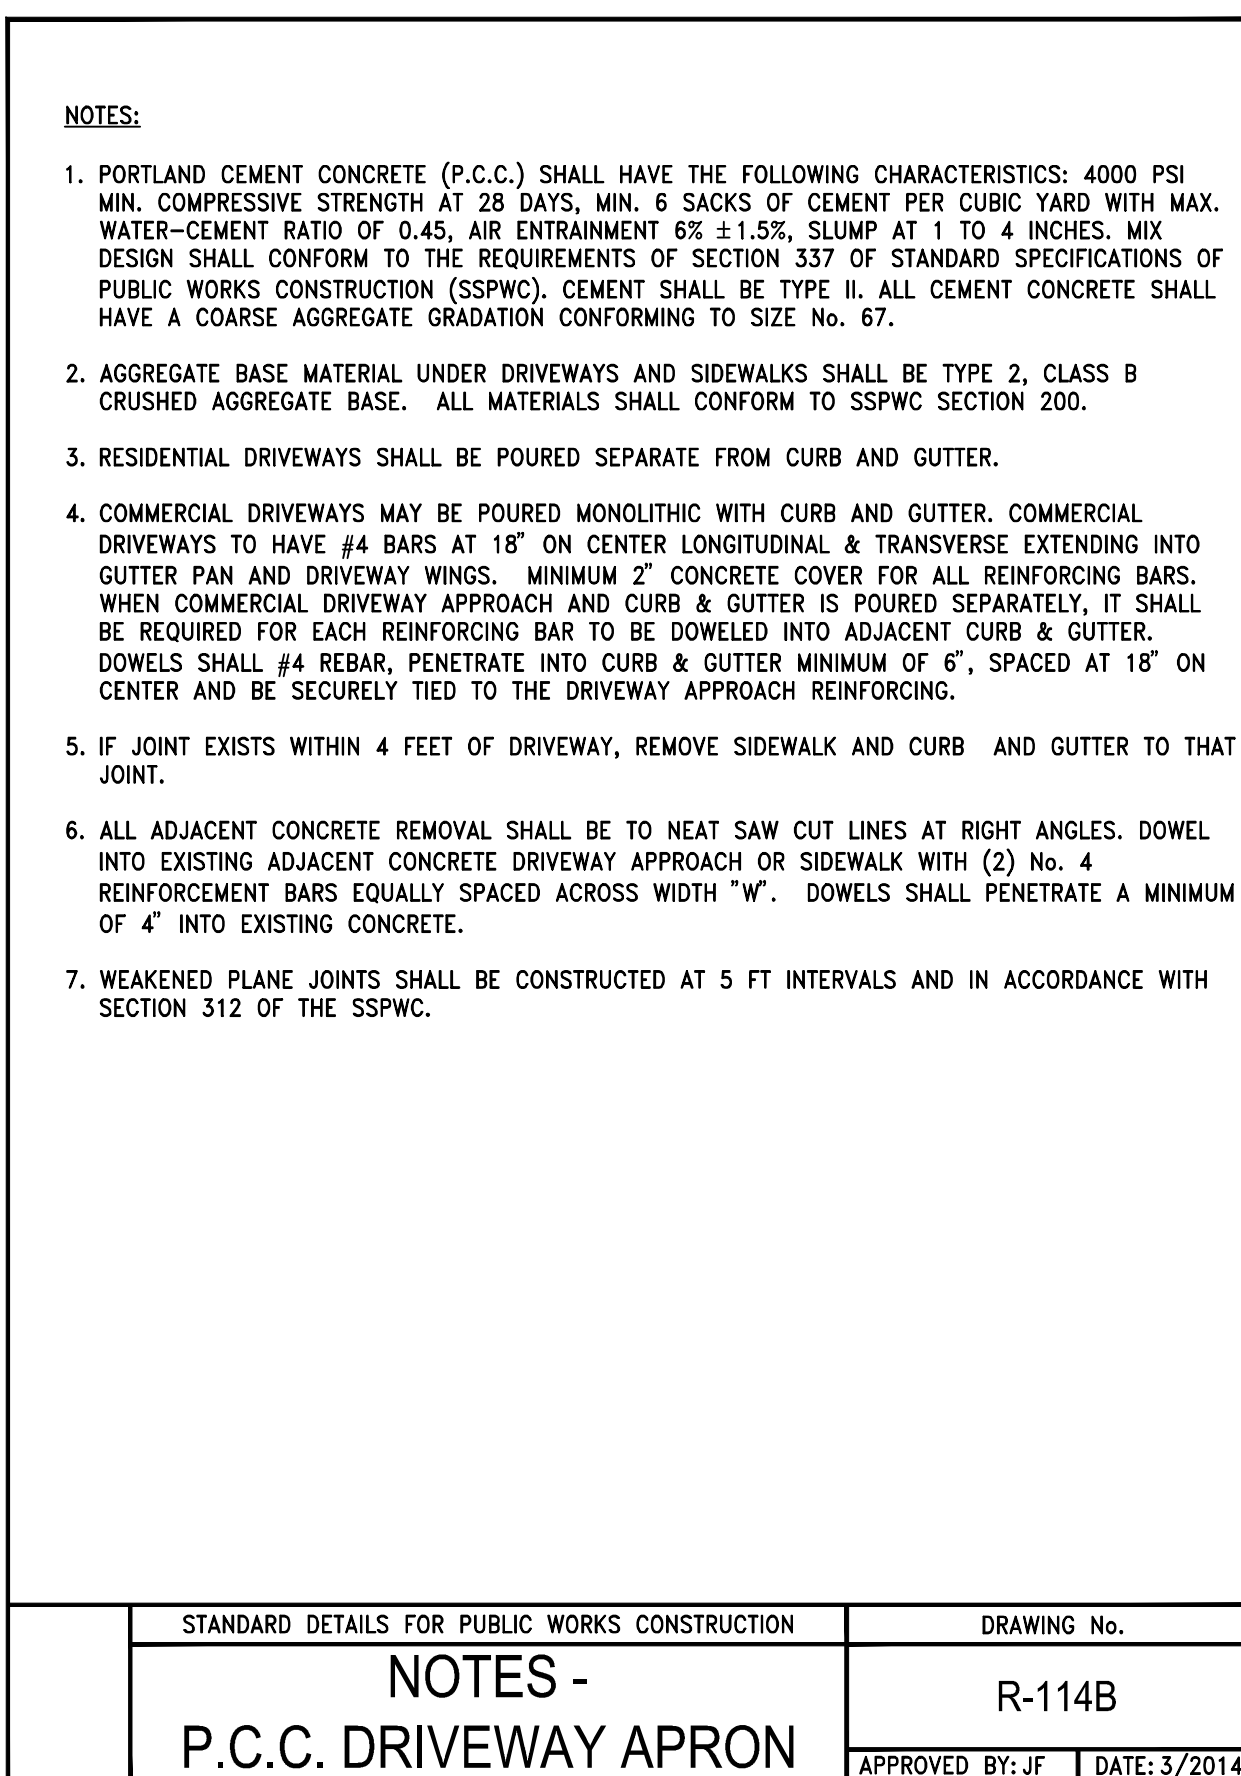 NOTES:
1. PORTLAND CEMENT CONCRETE (P.C.C.) SHALL HAVE THE FOLLOWING CHARACTERISTICS: 4000 PSI
MIN. COMPRESSIVE STRENGTH AT 28 DAYS, MIN. 6 SACKS OF CEMENT PER CUBIC YARD WITH MAX.
WATER-CEMENT RATIO OF 0.45, AIR ENTRAINMENT 6% ±1.5%, SLUMP AT 1 TO 4 INCHES. MIX
DESIGN SHALL CONFORM TO THE REQUIREMENTS OF SECTION 337 OF STANDARD SPECIFICATIONS OF
PUBLIC WORKS CONSTRUCTION (SSPWC). CEMENT SHALL BE TYPE II. ALL CEMENT CONCRETE SHALL
HAVE A COARSE AGGREGATE GRADATION CONFORMING TO SIZE No. 67.
2. AGGREGATE BASE MATERIAL UNDER DRIVEWAYS AND SIDEWALKS SHALL BE TYPE 2, CLASS B
CRUSHED AGGREGATE BASE. ALL MATERIALS SHALL CONFORM TO SSPWC SECTION 200.
3. RESIDENTIAL DRIVEWAYS SHALL BE POURED SEPARATE FROM CURB AND GUTTER.
4. COMMERCIAL DRIVEWAYS MAY BE POURED MONOLITHIC WITH CURB AND GUTTER. COMMERCIAL
DRIVEWAYS TO HAVE #4 BARS AT 18" ON CENTER LONGITUDINAL & TRANSVERSE EXTENDING INTO
GUTTER PAN AND DRIVEWAY WINGS. MINIMUM 2" CONCRETE COVER FOR ALL REINFORCING BARS.
WHEN COMMERCIAL DRIVEWAY APPROACH AND CURB & GUTTER IS POURED SEPARATELY, IT SHALL
BE REQUIRED FOR EACH REINFORCING BAR TO BE DOWELED INTO ADJACENT CURB & GUTTER.
DOWELS SHALL #4 REBAR, PENETRATE INTO CURB & GUTTER MINIMUM OF 6", SPACED AT 18" ON
CENTER AND BE SECURELY TIED TO THE DRIVEWAY APPROACH REINFORCING.
5. IF JOINT EXISTS WITHIN 4 FEET OF DRIVEWAY, REMOVE SIDEWALK AND CURB AND GUTTER TO THAT
JOINT.
6. ALL ADJACENT CONCRETE REMOVAL SHALL BE TO NEAT SAW CUT LINES AT RIGHT ANGLES. DOWEL
INTO EXISTING ADJACENT CONCRETE DRIVEWAY APPROACH OR SIDEWALK WITH (2) No. 4
REINFORCEMENT BARS EQUALLY SPACED ACROSS WIDTH "W". DOWELS SHALL PENETRATE A MINIMUM
OF 4" INTO EXISTING CONCRETE.
7. WEAKENED PLANE JOINTS SHALL BE CONSTRUCTED AT 5 FT INTERVALS AND IN ACCORDANCE WITH
SECTION 312 OF THE SSPWC.
STANDARD DETAILS FOR PUBLIC WORKS CONSTRUCTION
NOTES -
P.C.C. DRIVEWAY APRON
DRAWING No.
R-114B
APPROVED BY: JF
DATE: 3/2014